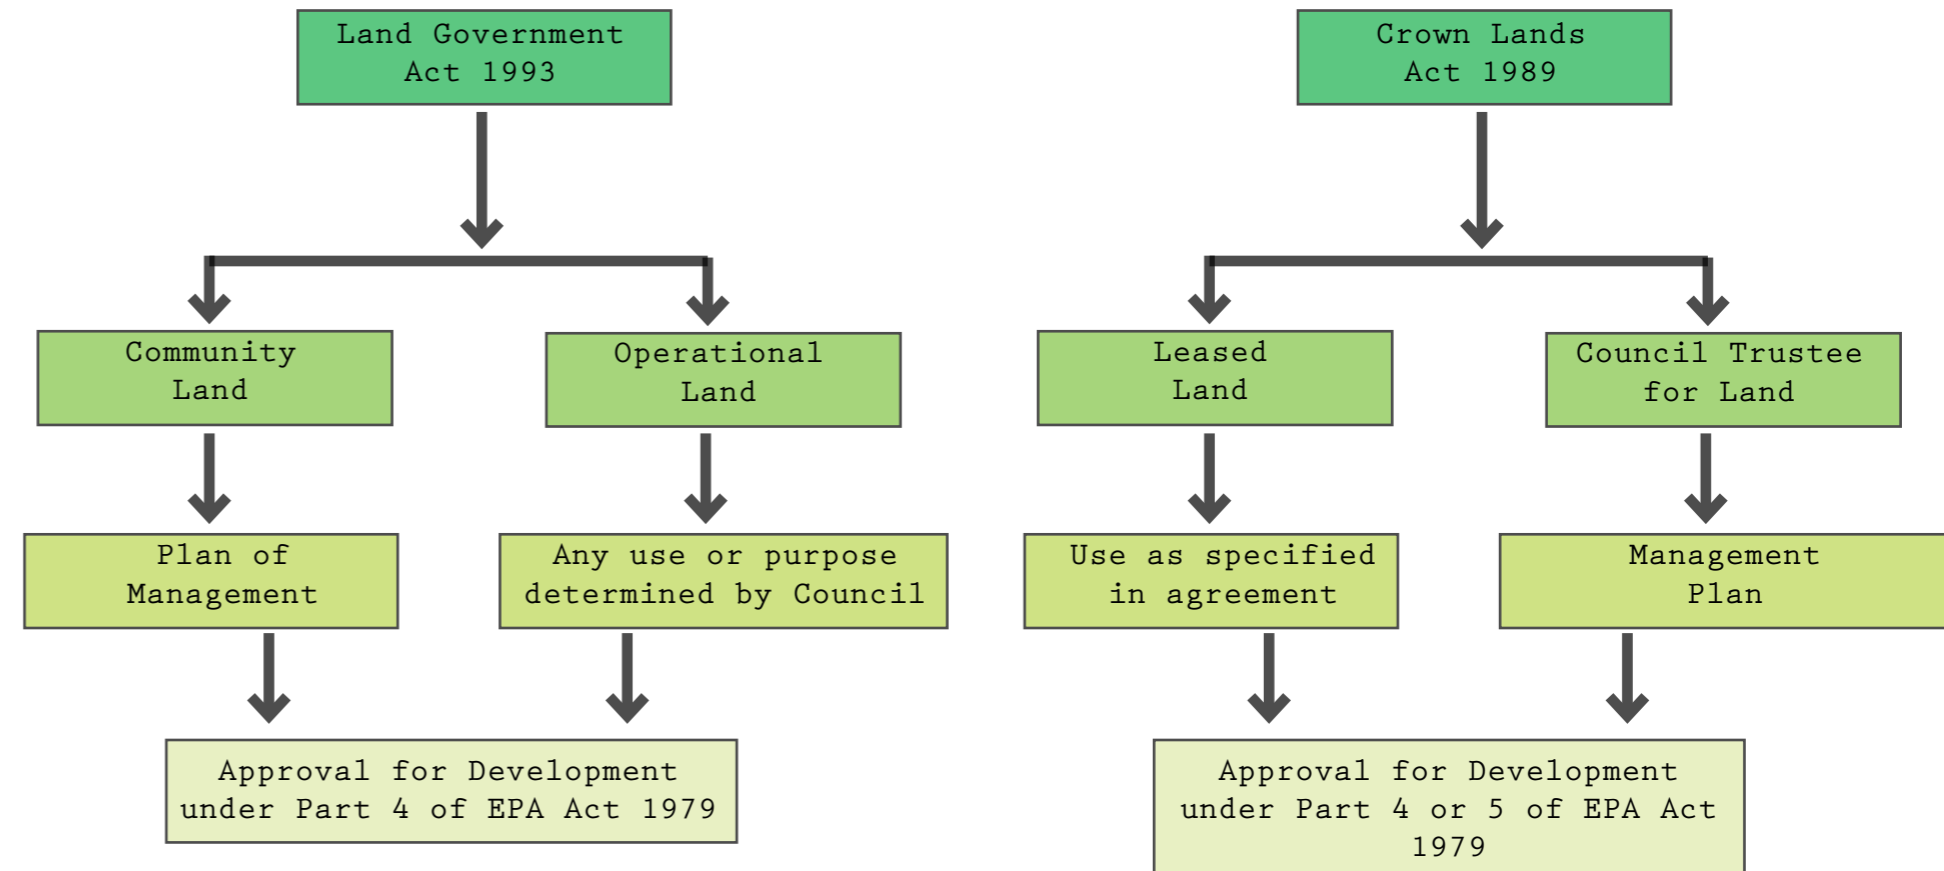 Land Government
Act 1993
Crown Lands
Act 1989
Community
Land
Operational
Land
Leased
Land
Council Trustee
for Land
Plan of
Management
Any use or purpose
determined by Council
Use as specified
in agreement
Management
Plan
Approval for Development
under Part 4 of EPA Act 1979
Approval for Development
under Part 4 or 5 of EPA Act
1979